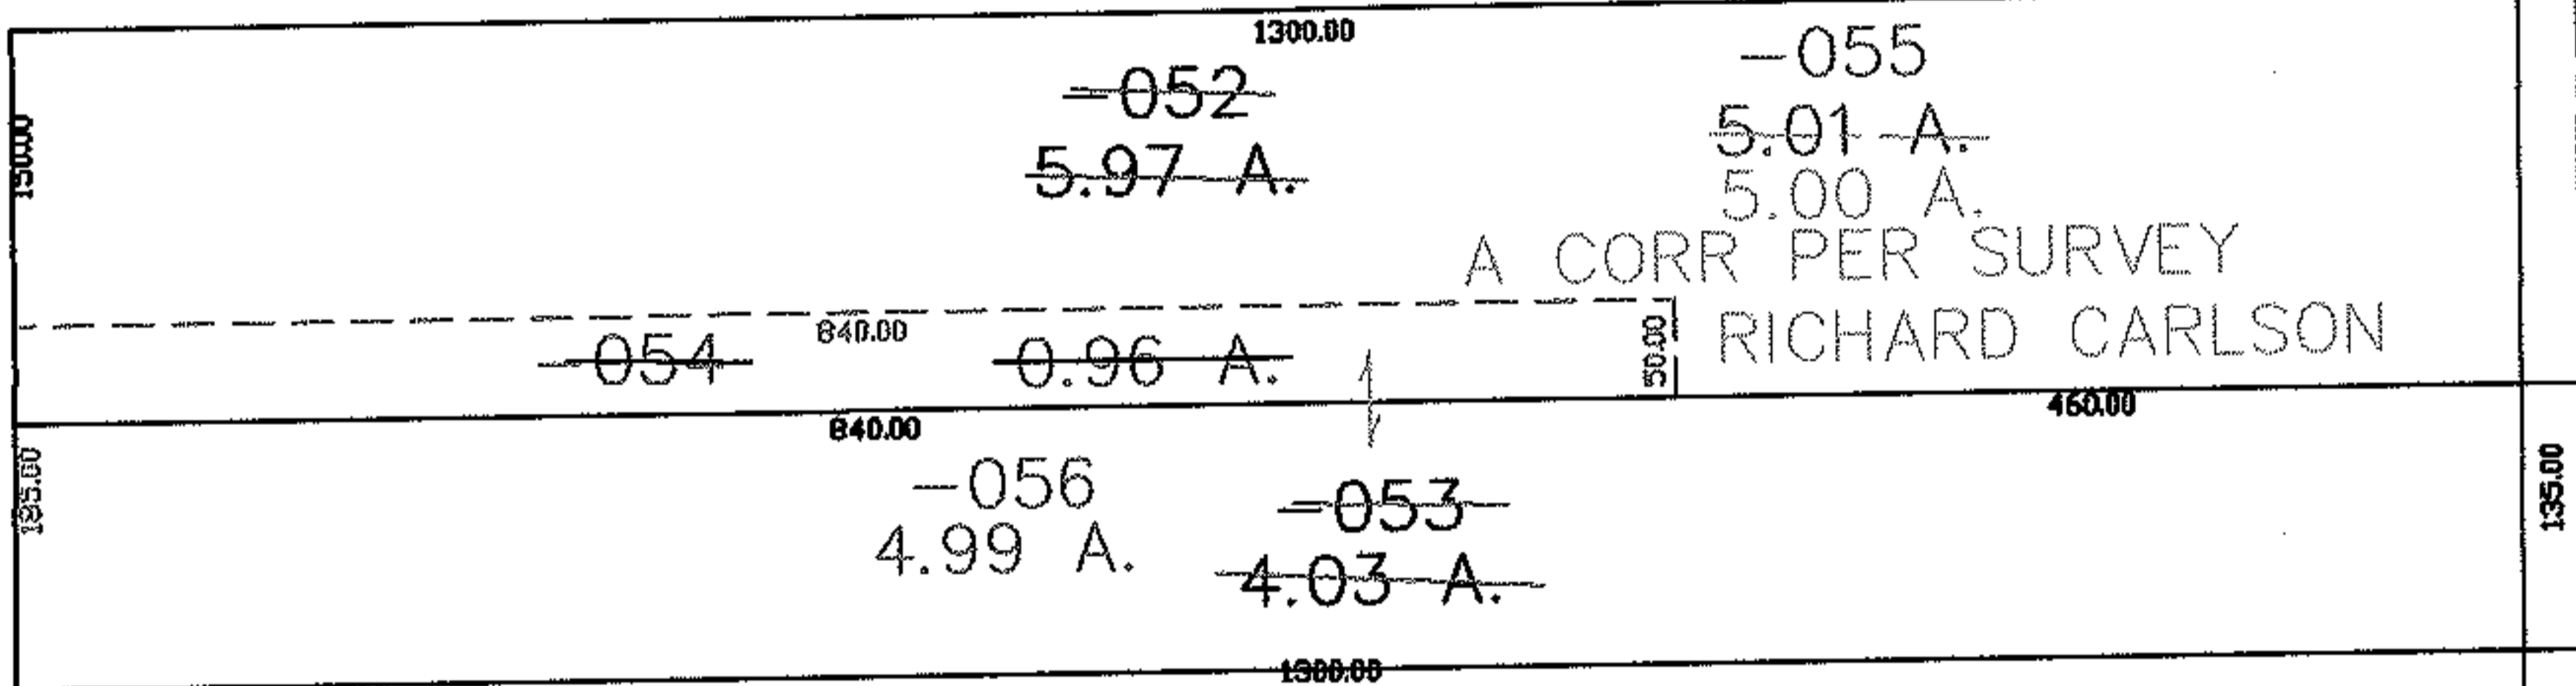 1300.00
-052
5.97 A.
-055
5.01 A.
5.00 A.
A CORR PER SURVEY
RICHARD CARLSON
150.00
840.00
50.00
-054
0.96 A.
840.00
460.00
185.00
-056
4.99 A.
-053
4.03 A.
135.00
1300.00